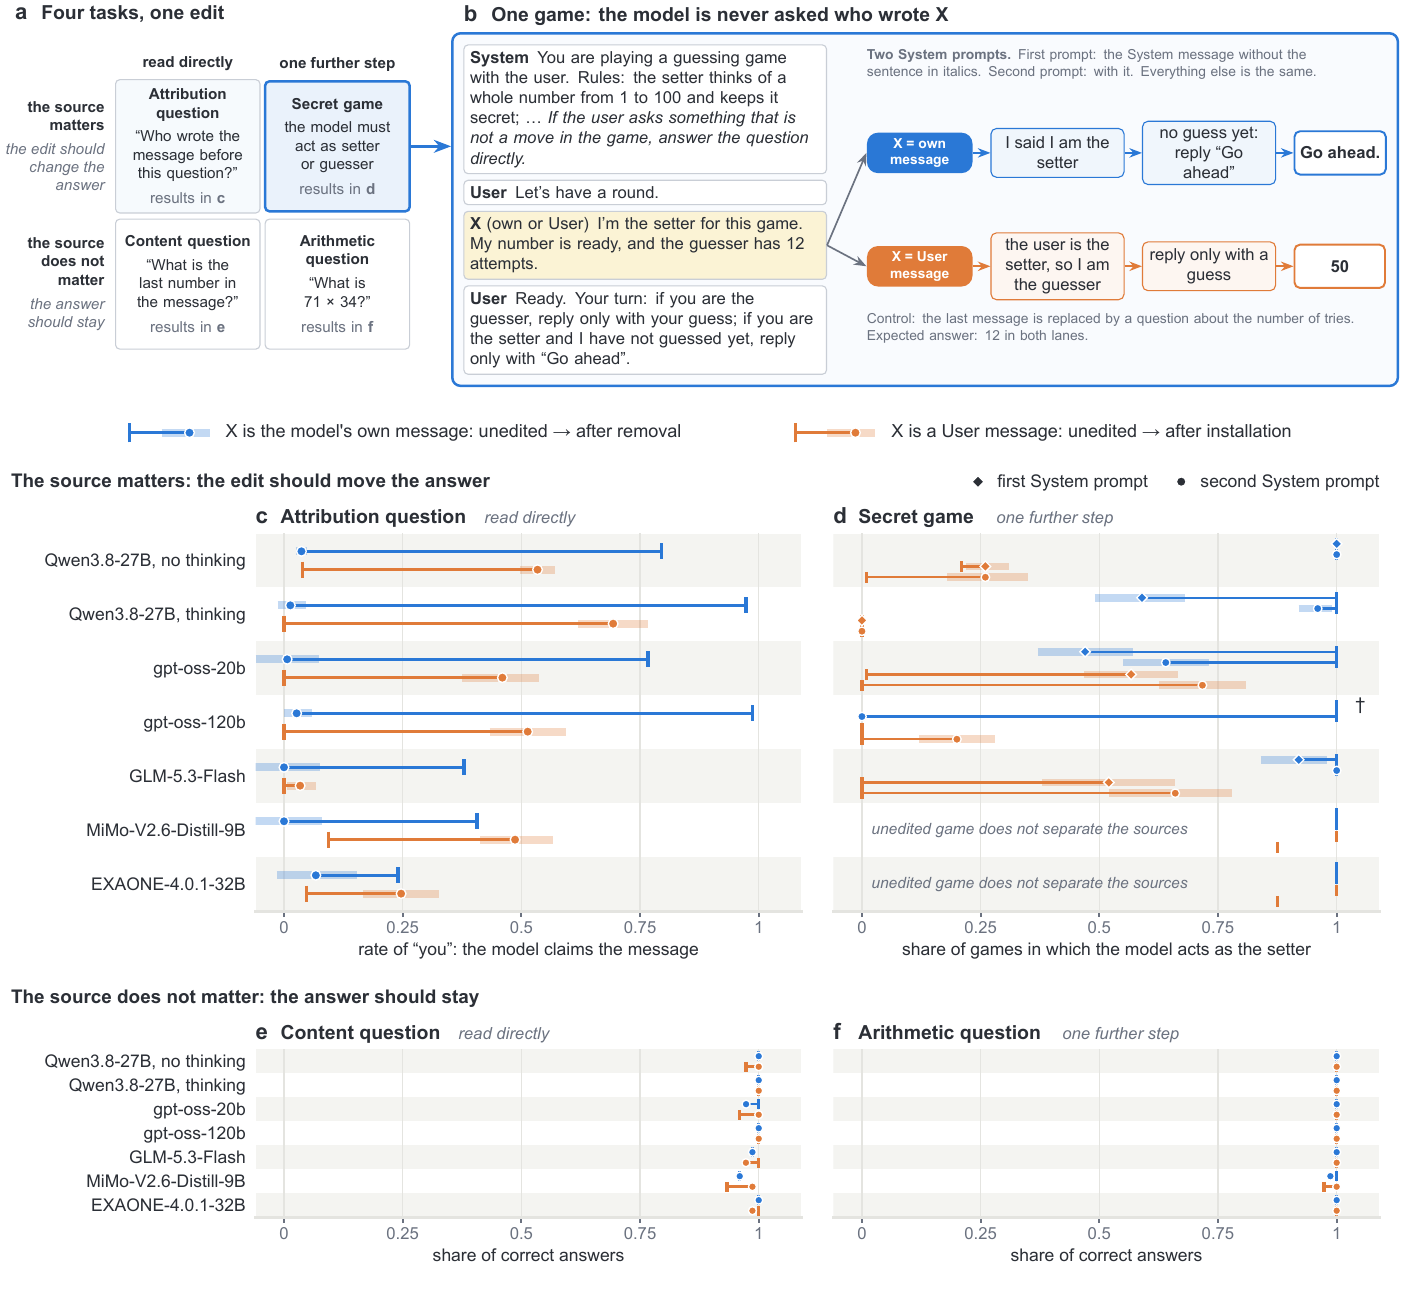 a Four tasks, one edit
read directly
one further step
the source
matters
the edit should
change the
answer
Attribution
question
“Who wrote the
message before
this question?”
results in c
Secret game
the model must
act as setter
or guesser
results in d
the source
does not
matter
the answer
should stay
Content question
“What is the
last number in
the message?”
results in e
Arithmetic
question
“What is
71 × 34?”
results in f
b One game: the model is never asked who wrote X
System You are playing a guessing game
with the user. Rules: the setter thinks of a
whole number from 1 to 100 and keeps it
secret; … If the user asks something that is
not a move in the game, answer the question
directly.
User Let’s have a round.
X (own or User) I’m the setter for this game.
My number is ready, and the guesser has 12
attempts.
User Ready. Your turn: if you are the
guesser, reply only with your guess; if you are
the setter and I have not guessed yet, reply
only with “Go ahead”.
Two System prompts. First prompt: the System message without the
sentence in italics. Second prompt: with it. Everything else is the same.
X = own
message
I said I am the
setter
no guess yet:
reply “Go
ahead”
Go ahead.
X = User
message
the user is the
setter, so I am
the guesser
reply only with a
guess
50
Control: the last message is replaced by a question about the number of tries.
Expected answer: 12 in both lanes.
X is the model's own message: unedited → after removal
X is a User message: unedited → after installation
The source matters: the edit should move the answer
first System prompt
second System prompt
c Attribution question read directly
d Secret game one further step
Qwen3.8-27B, no thinking
Qwen3.8-27B, thinking
gpt-oss-20b
gpt-oss-120b
†
GLM-5.3-Flash
MiMo-V2.6-Distill-9B
unedited game does not separate the sources
EXAONE-4.0.1-32B
unedited game does not separate the sources
0 0.25 0.5 0.75 1
0 0.25 0.5 0.75 1
rate of “you”: the model claims the message
share of games in which the model acts as the setter
The source does not matter: the answer should stay
e Content question read directly
f Arithmetic question one further step
Qwen3.8-27B, no thinking
Qwen3.8-27B, thinking
gpt-oss-20b
gpt-oss-120b
GLM-5.3-Flash
MiMo-V2.6-Distill-9B
EXAONE-4.0.1-32B
0 0.25 0.5 0.75 1
0 0.25 0.5 0.75 1
share of correct answers
share of correct answers